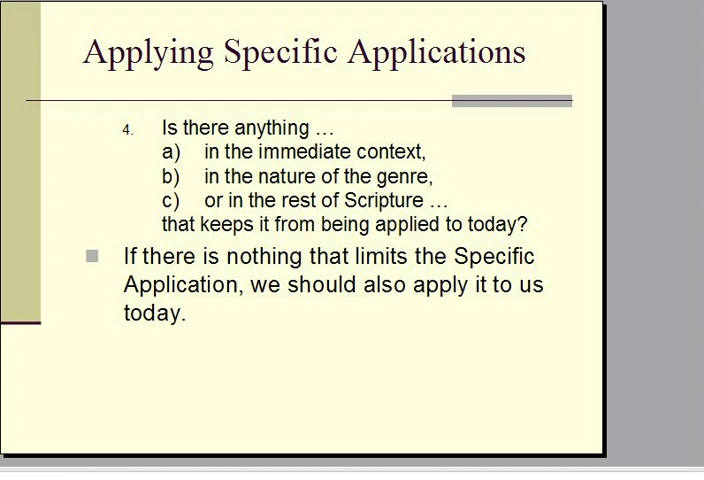 Applying Specific Applications
4. Is there anything …
a) in the immediate context,
b) in the nature of the genre,
c) or in the rest of Scripture …
that keeps it from being applied to today?
If there is nothing that limits the Specific
Application, we should also apply it to us
today.